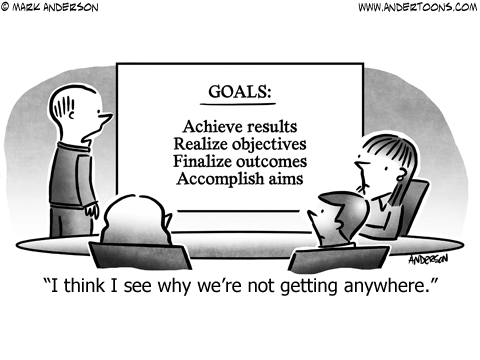 © MARK ANDERSON
WWW.ANDERTOONS.COM
GOALS:
Achieve results
Realize objectives
Finalize outcomes
Accomplish aims
ANDERSON
“I think I see why we’re not getting anywhere.”